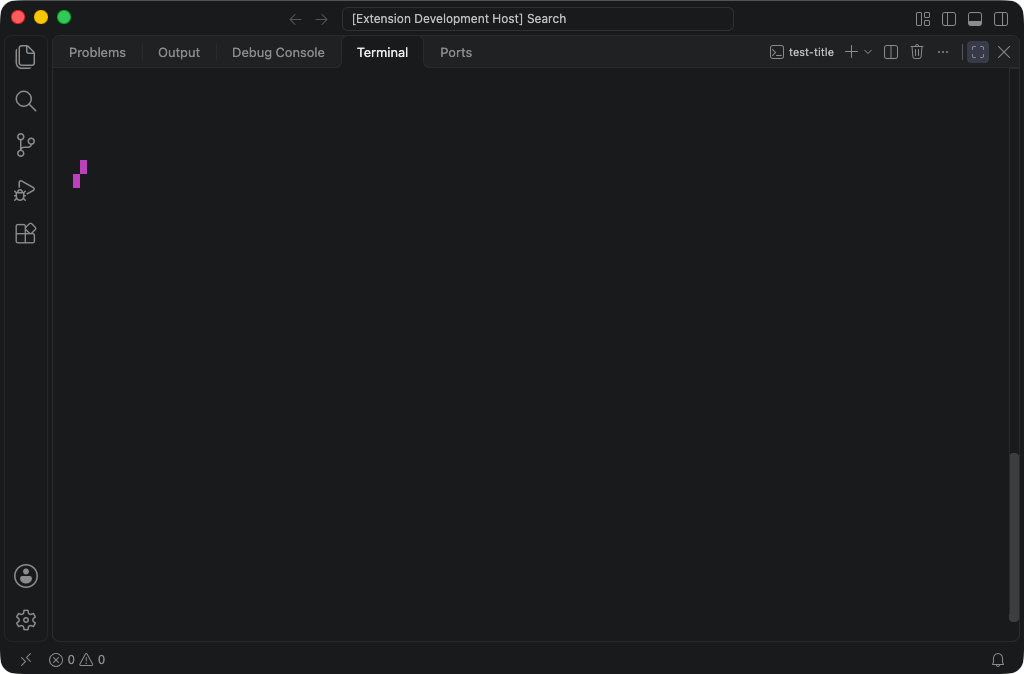 [Extension Development Host] Search
Problems Output Debug Console Terminal Ports test-title
0 0